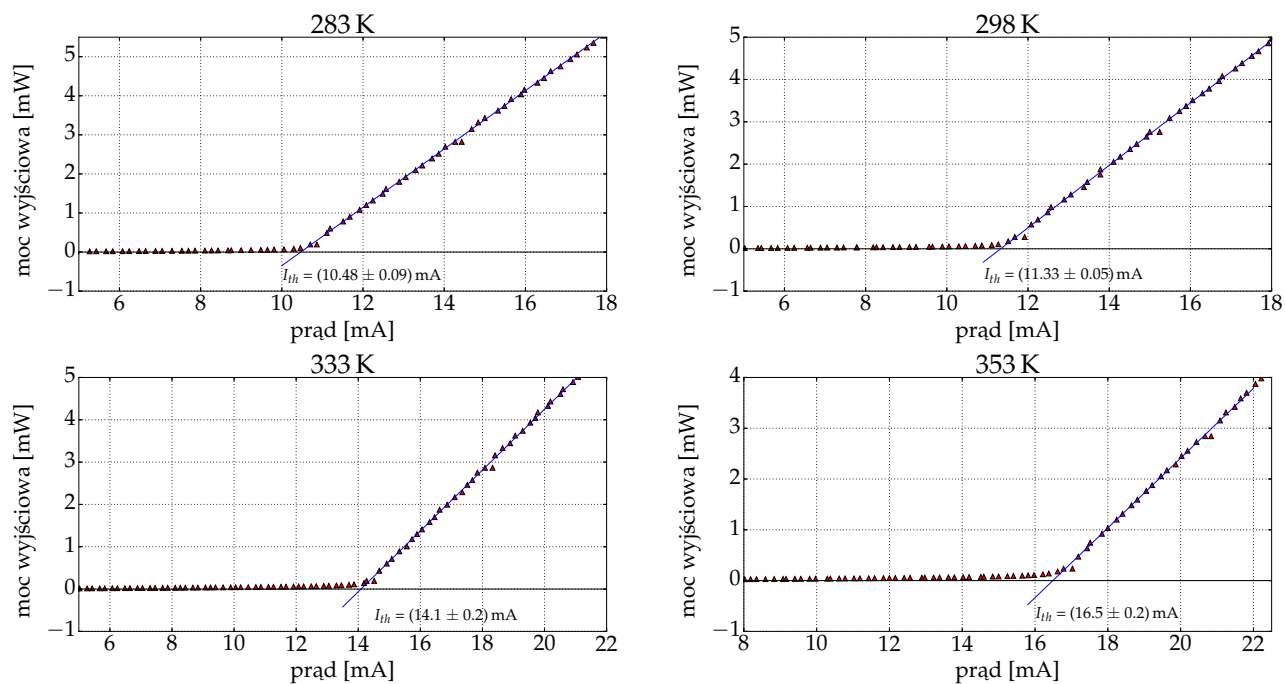 283 K
5
4
3
2
1
0
−1
moc wyjściowa [mW]
I_th = (10.48 ± 0.09) mA
6 8 10 12 14 16 18
prąd [mA]
298 K
5
4
3
2
1
0
−1
moc wyjściowa [mW]
I_th = (11.33 ± 0.05) mA
6 8 10 12 14 16 18
prąd [mA]
333 K
5
4
3
2
1
0
−1
moc wyjściowa [mW]
I_th = (14.1 ± 0.2) mA
6 8 10 12 14 16 18 20 22
prąd [mA]
353 K
4
3
2
1
0
−1
moc wyjściowa [mW]
I_th = (16.5 ± 0.2) mA
8 10 12 14 16 18 20 22
prąd [mA]